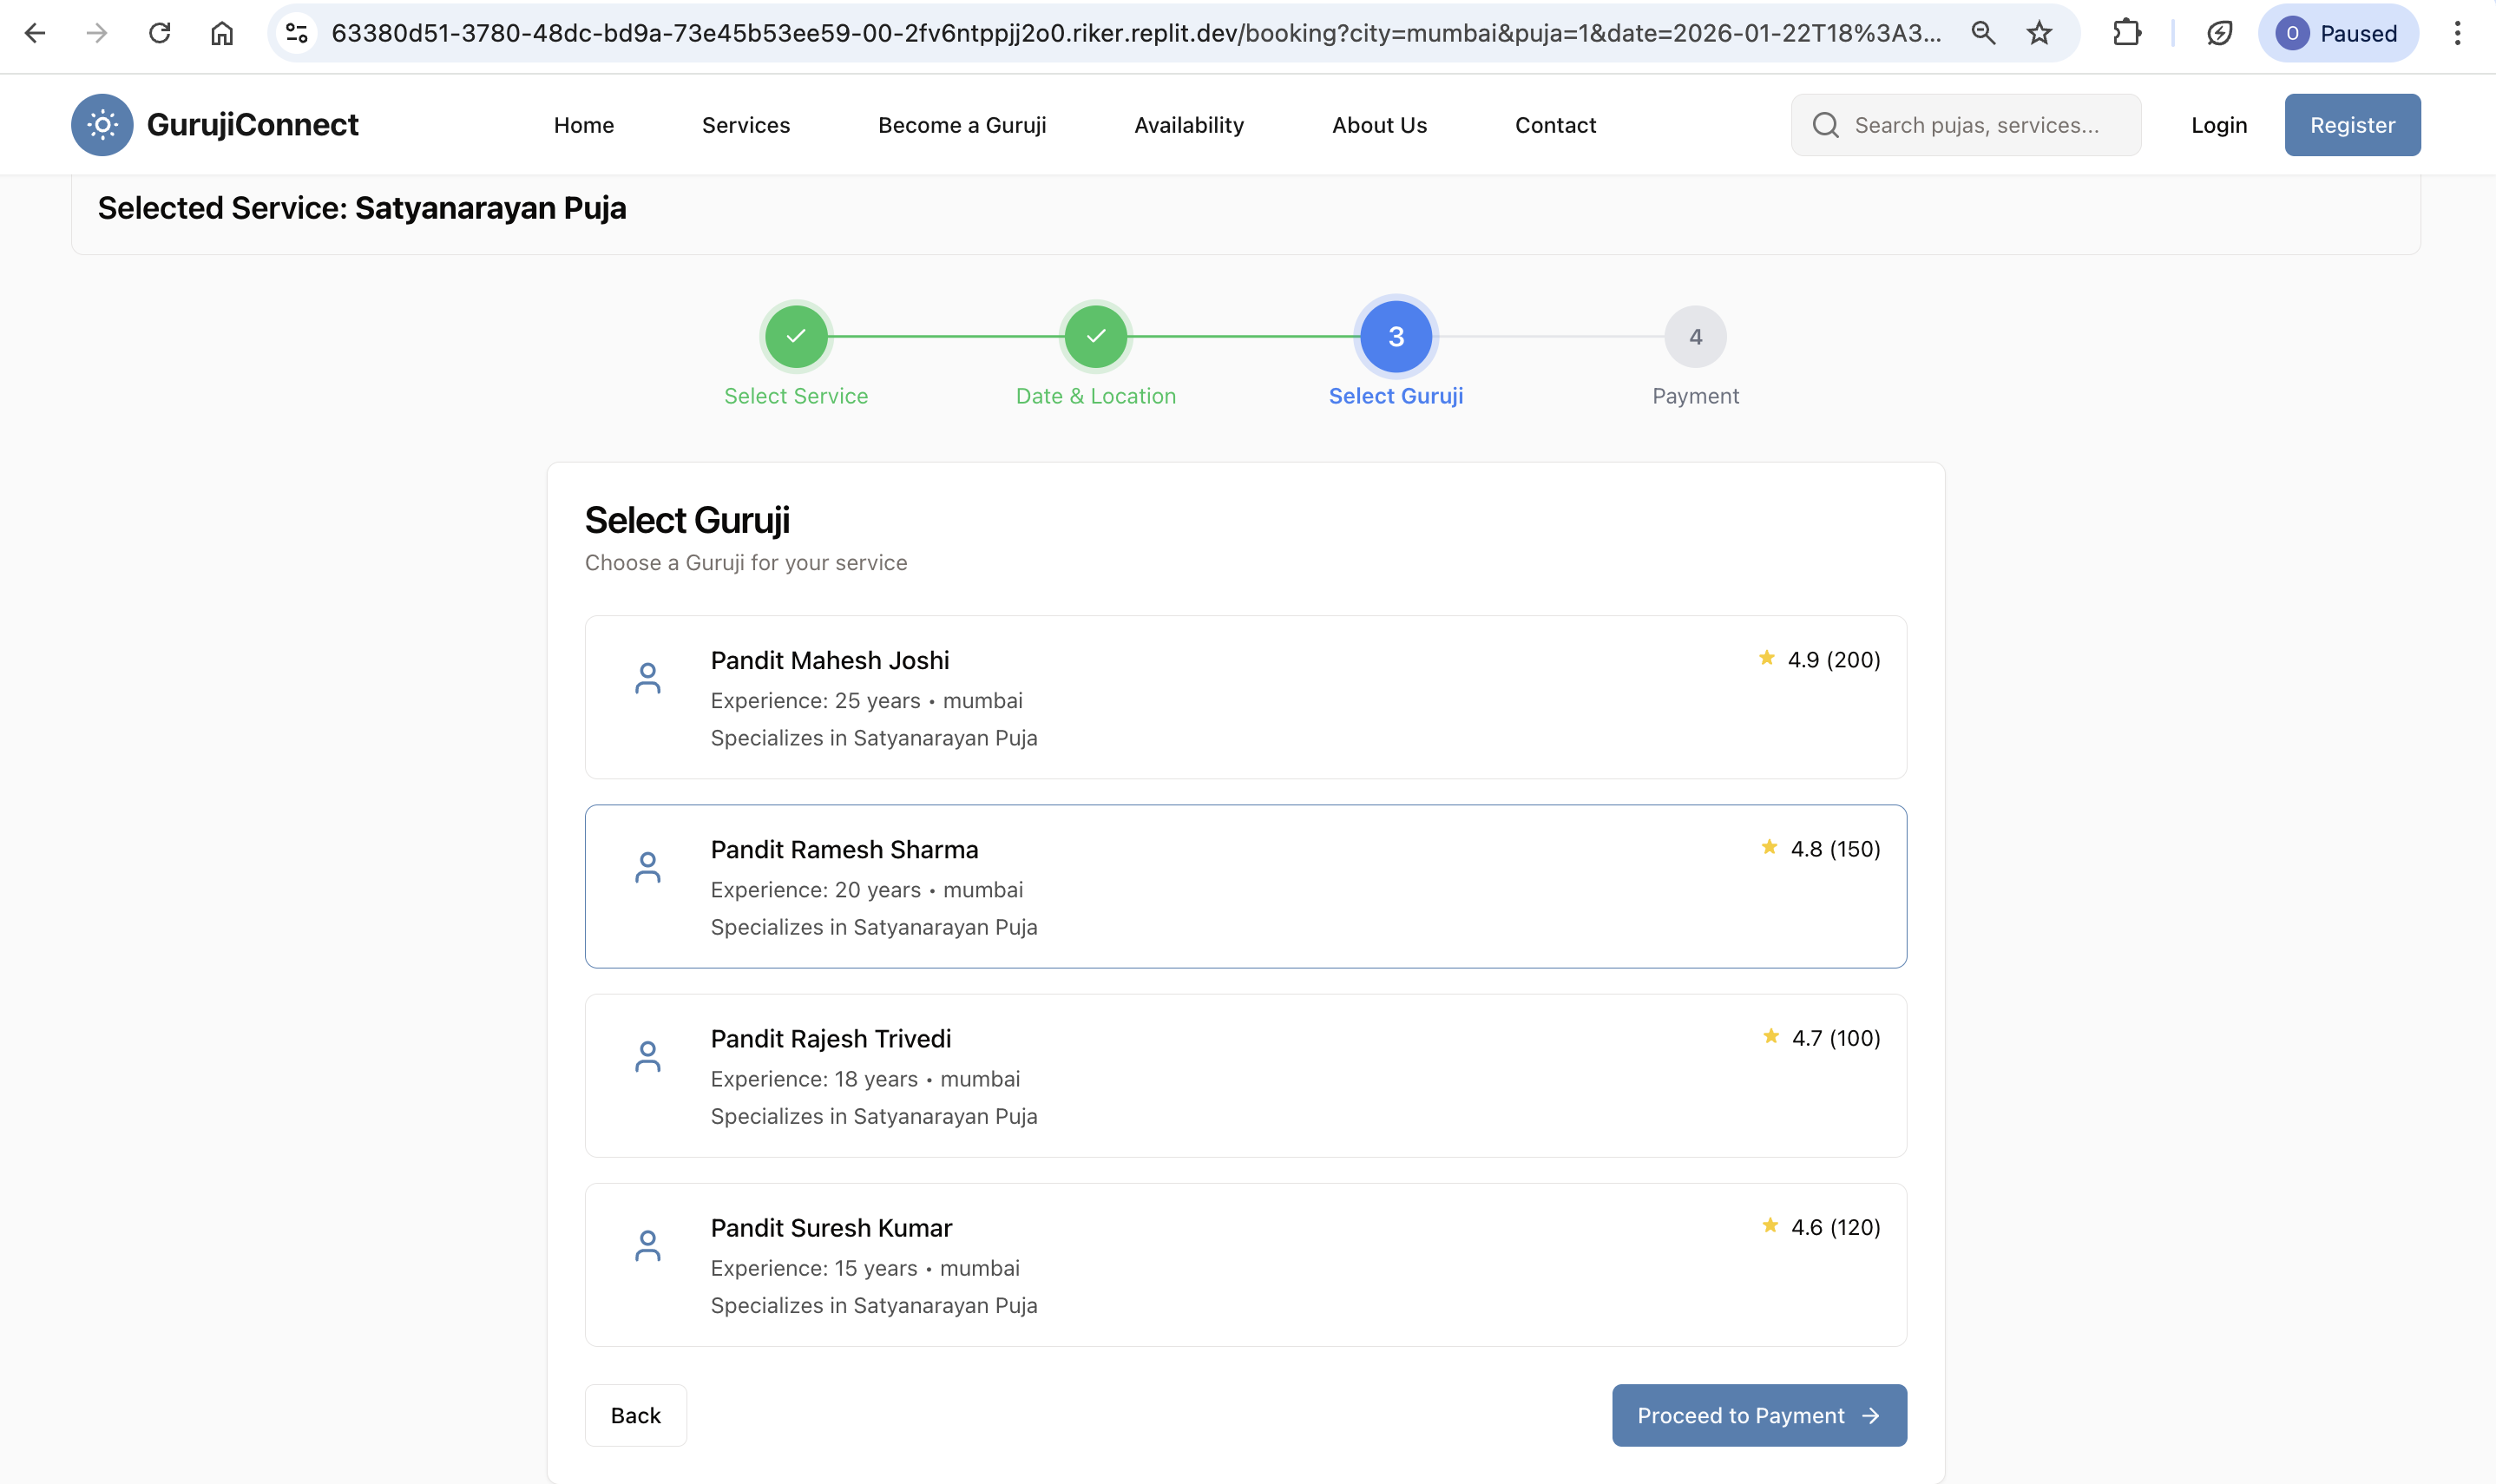 63380d51-3780-48dc-bd9a-73e45b53ee59-00-2fv6ntppjj2o0.riker.replit.dev/booking?city=mumbai&puja=1&date=2026-01-22T18%3A3...
O Paused
GurujiConnect
Home Services Become a Guruji Availability About Us Contact
Search pujas, services...
Login
Register
Selected Service: Satyanarayan Puja
3
4
Select Service Date & Location Select Guruji Payment
Select Guruji
Choose a Guruji for your service
Pandit Mahesh Joshi 4.9 (200)
Experience: 25 years • mumbai
Specializes in Satyanarayan Puja
Pandit Ramesh Sharma 4.8 (150)
Experience: 20 years • mumbai
Specializes in Satyanarayan Puja
Pandit Rajesh Trivedi 4.7 (100)
Experience: 18 years • mumbai
Specializes in Satyanarayan Puja
Pandit Suresh Kumar 4.6 (120)
Experience: 15 years • mumbai
Specializes in Satyanarayan Puja
Back
Proceed to Payment →